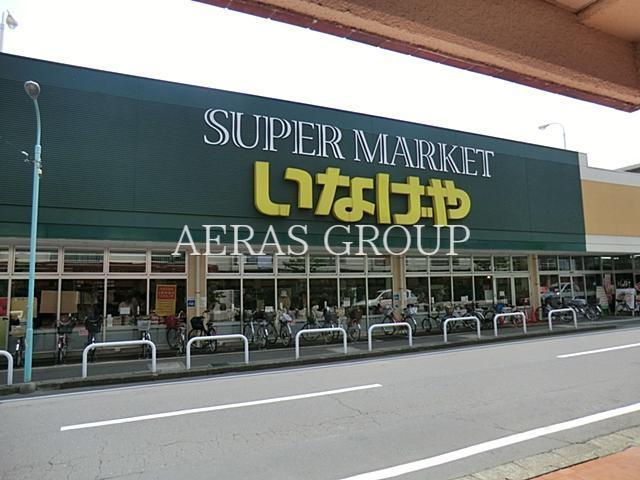 SUPER MARKET
いなげや
AERAS GROUP